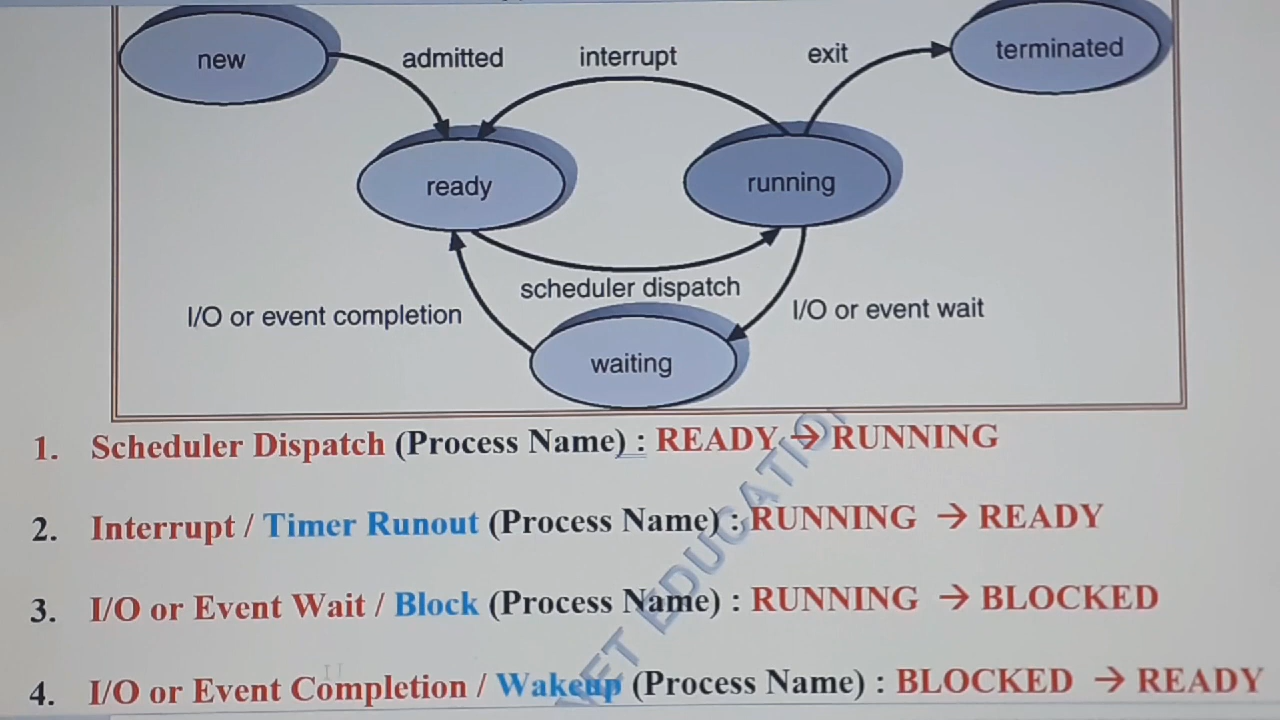 new
admitted
interrupt
exit
terminated
ready
running
scheduler dispatch
I/O or event completion
I/O or event wait
waiting
1. Scheduler Dispatch (Process Name) : READY → RUNNING
2. Interrupt / Timer Runout (Process Name) : RUNNING → READY
3. I/O or Event Wait / Block (Process Name) : RUNNING → BLOCKED
4. I/O or Event Completion / Wakeup (Process Name) : BLOCKED → READY
NET EDUCATION